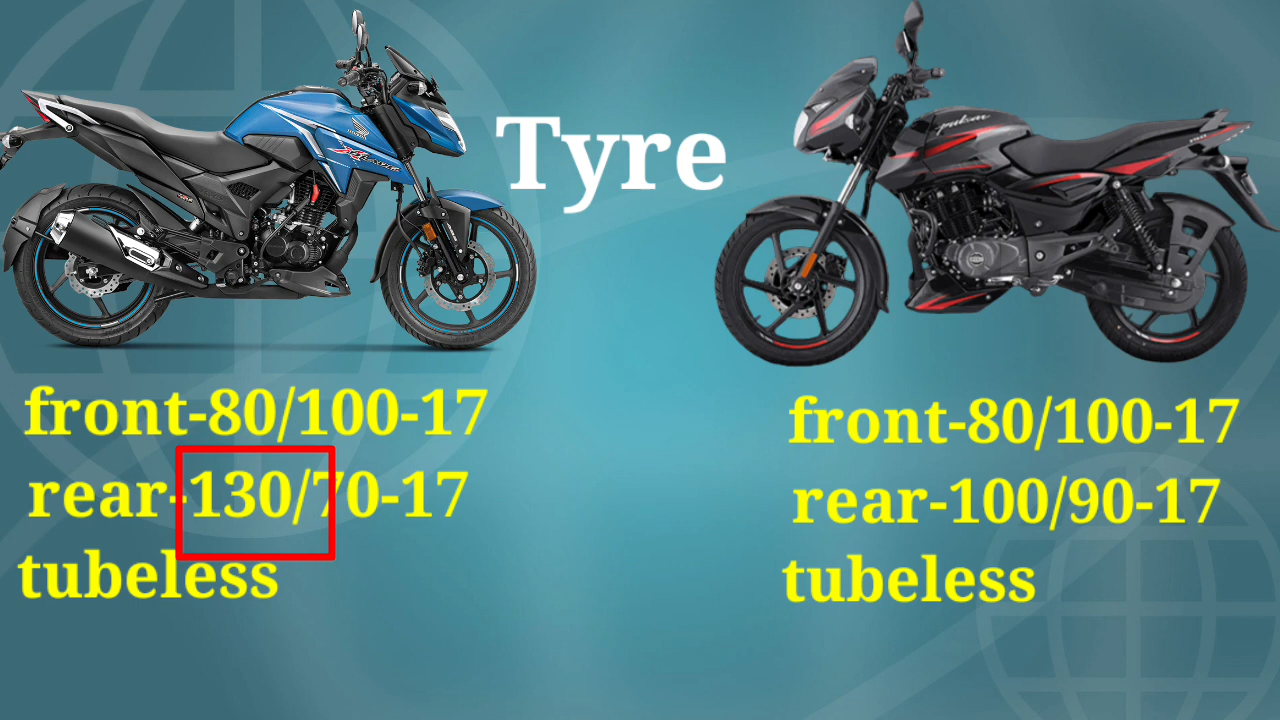 Tyre
pulsar
front-80/100-17
rear-130/70-17
tubeless
front-80/100-17
rear-100/90-17
tubeless